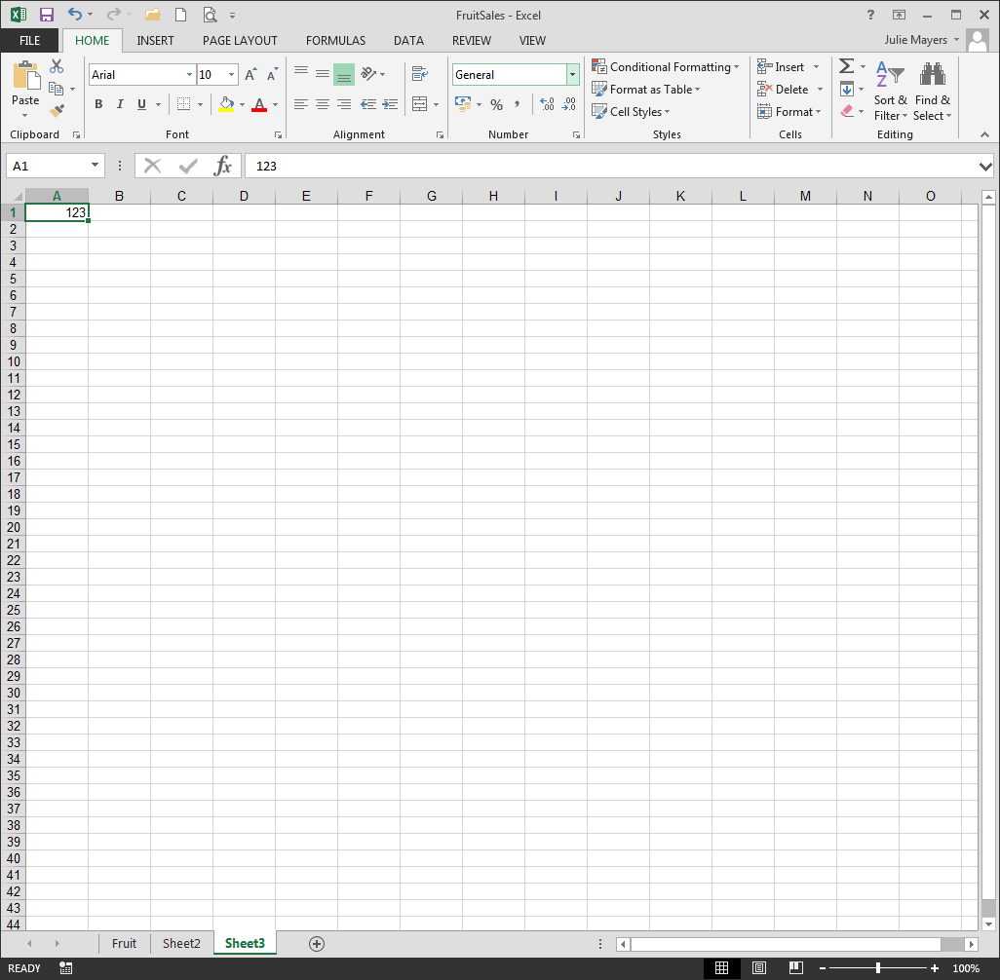 FruitSales - Excel
?
FILE HOME INSERT PAGE LAYOUT FORMULAS DATA REVIEW VIEW Julie Mayers
Paste
Arial 10
General
Conditional Formatting
Insert
Format as Table
Delete
Sort & Filter
Find & Select
B I U A
% ,
Cell Styles
Format
Clipboard Font Alignment Number Styles Cells Editing
A1 fx 123
A B C D E F G H I J K L M N O
1 123
2
3
4
5
6
7
8
9
10
11
12
13
14
15
16
17
18
19
20
21
22
23
24
25
26
27
28
29
30
31
32
33
34
35
36
37
38
39
40
41
42
43
44
Fruit Sheet2 Sheet3
READY 100%